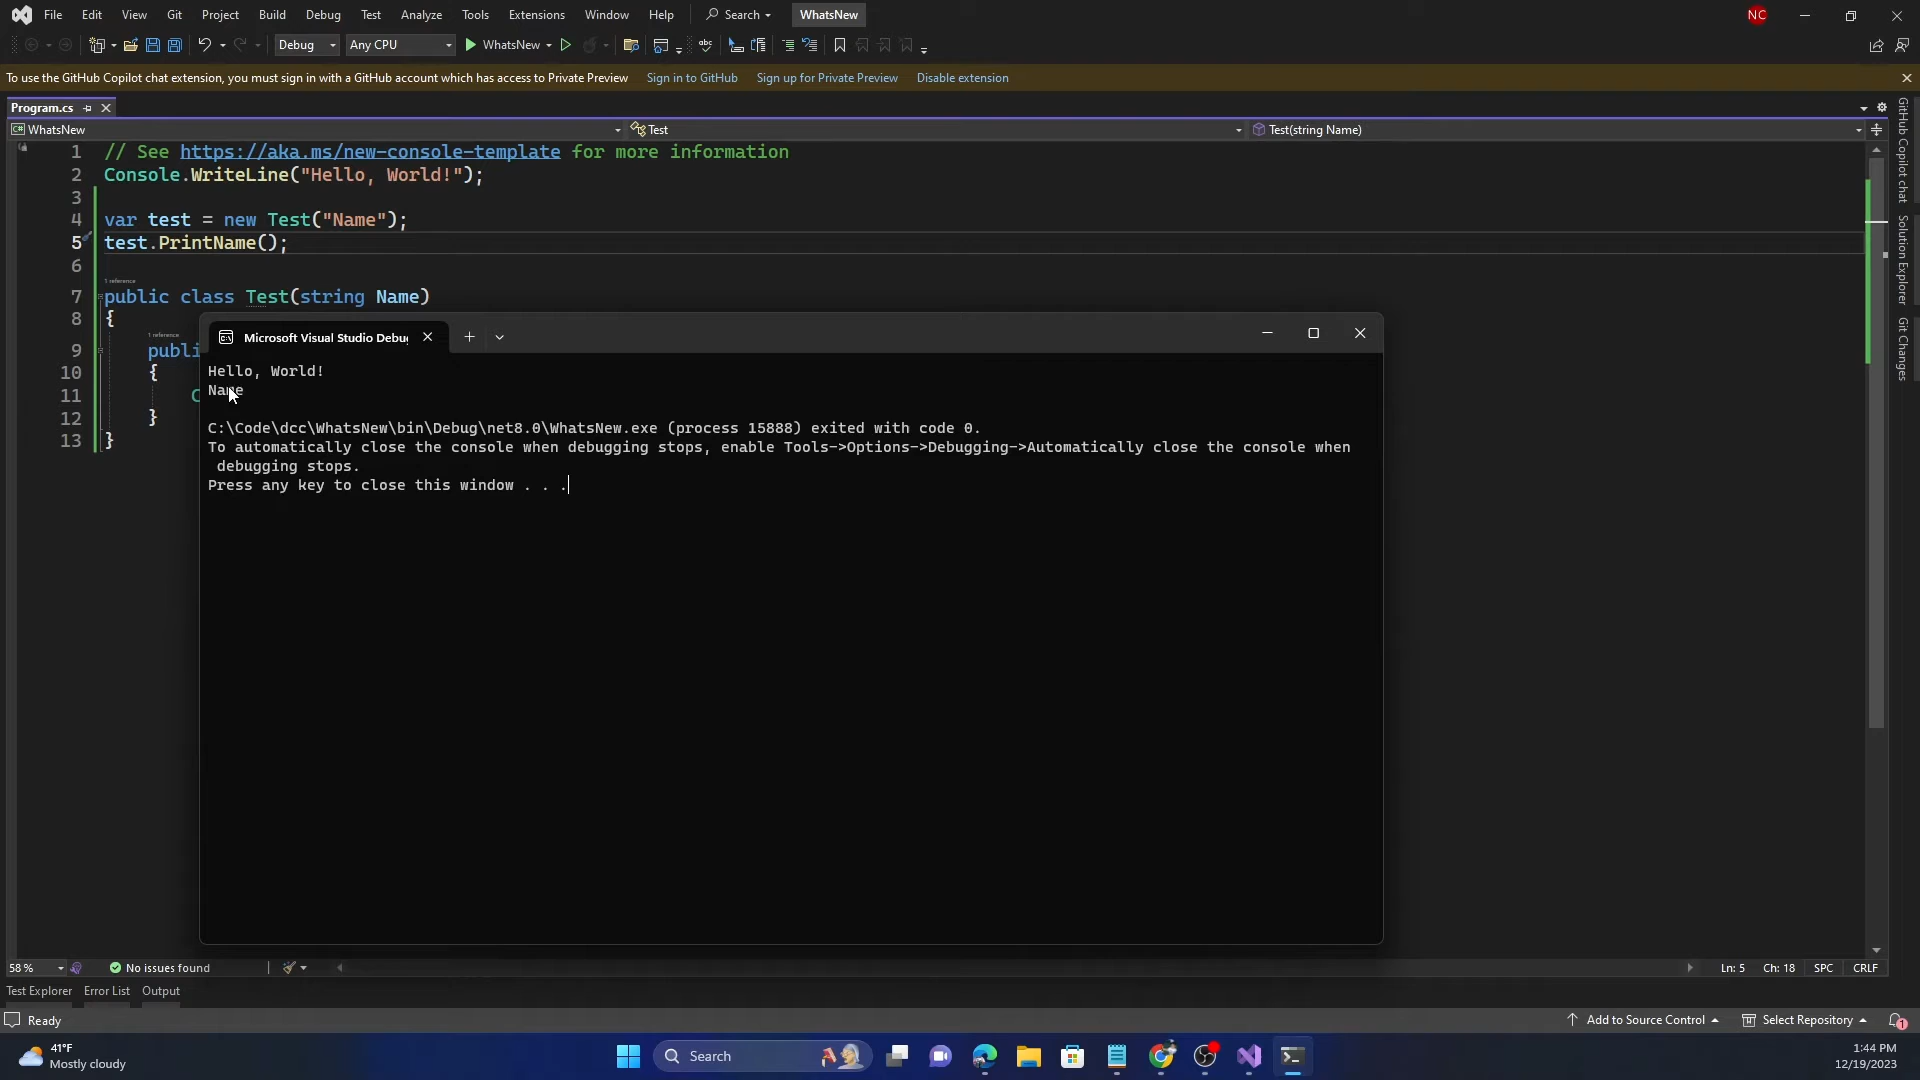 File Edit View Git Project Build Debug Test Analyze Tools Extensions Window Help Search WhatsNew NC
Debug Any CPU WhatsNew
To use the GitHub Copilot chat extension, you must sign in with a GitHub account which has access to Private Preview Sign in to GitHub Sign up for Private Preview Disable extension
Program.cs
C# WhatsNew Test Test(string Name)
1 // See https://aka.ms/new-console-template for more information
2 Console.WriteLine("Hello, World!");
3
4 var test = new Test("Name");
5 test.PrintName();
6
1 reference
7 public class Test(string Name)
8 {
1 reference
9 publi
10 {
11 C
12 }
13 }
Microsoft Visual Studio Debu
Hello, World!
Name
C:\Code\dcc\WhatsNew\bin\Debug\net8.0\WhatsNew.exe (process 15888) exited with code 0.
To automatically close the console when debugging stops, enable Tools->Options->Debugging->Automatically close the console when
debugging stops.
Press any key to close this window . . .
GitHub Copilot chat
Solution Explorer
Git Changes
58 % No issues found Ln: 5 Ch: 18 SPC CRLF
Test Explorer Error List Output
Ready Add to Source Control Select Repository 1
41°F
Mostly cloudy
Search
1:44 PM
12/19/2023